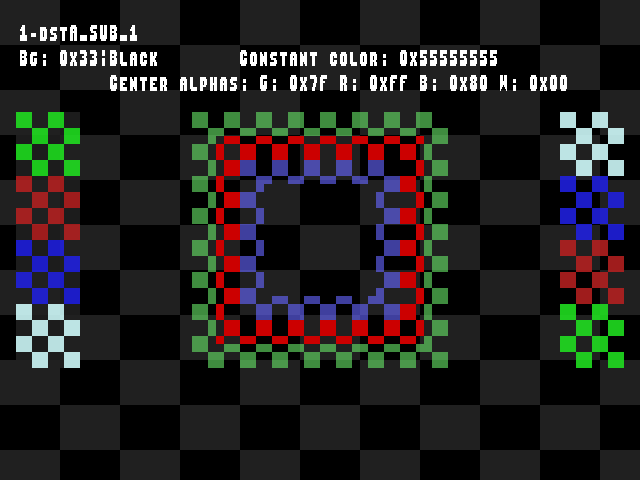 1-dstA_SUB_1
Bg: 0x33¦Black Constant color: 0x55555555
Center alphas: G: 0x7f R: 0xff B: 0x80 W: 0x00